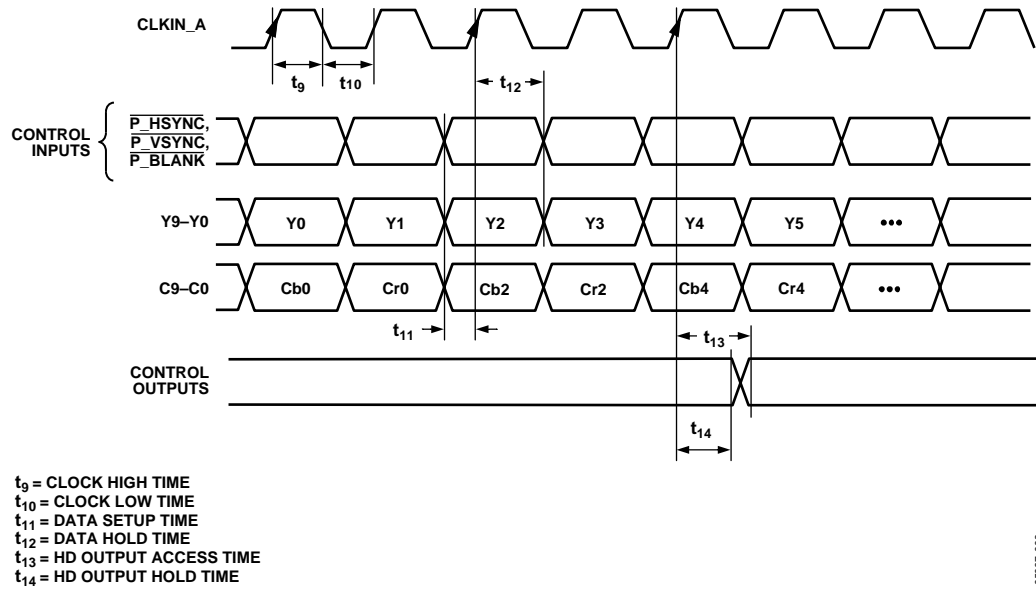 CLKIN_A
t9
t10
t12
CONTROL INPUTS
P_HSYNC,
P_VSYNC,
P_BLANK
Y9–Y0
Y0
Y1
Y2
Y3
Y4
Y5
•••
C9–C0
Cb0
Cr0
Cb2
Cr2
Cb4
Cr4
•••
t11
t13
CONTROL
OUTPUTS
t14
t9 = CLOCK HIGH TIME
t10 = CLOCK LOW TIME
t11 = DATA SETUP TIME
t12 = DATA HOLD TIME
t13 = HD OUTPUT ACCESS TIME
t14 = HD OUTPUT HOLD TIME